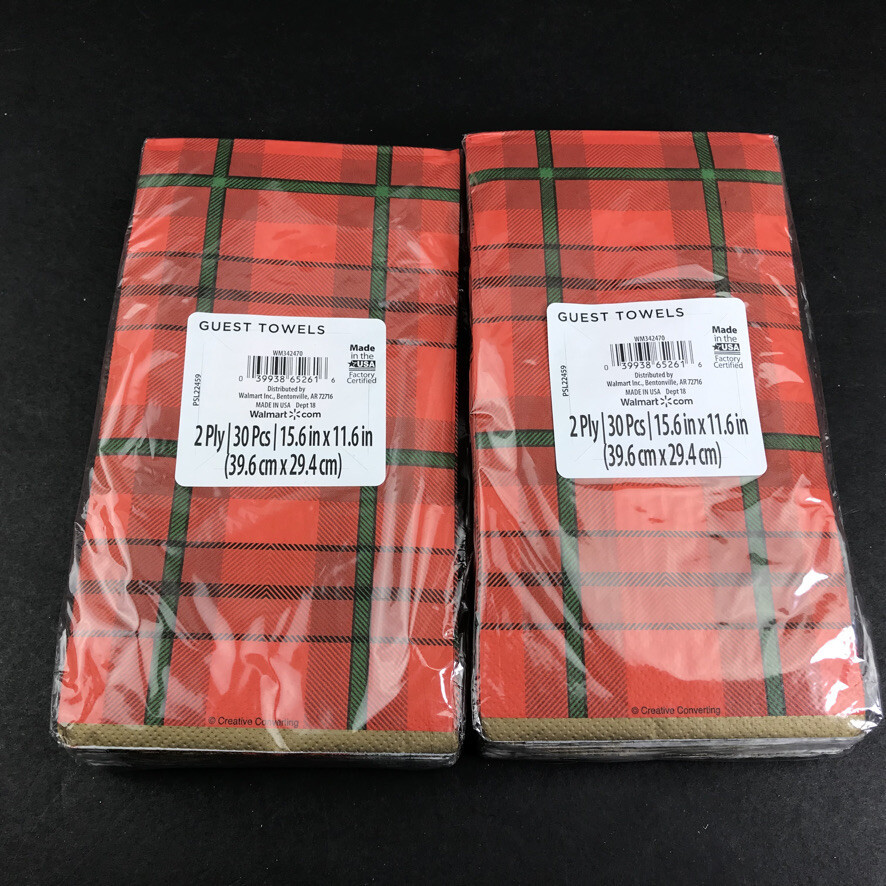 GUEST TOWELS
WM342470
Made
in the
USA
Factory
Certified
0 39938 65261 6
PSL22459
Distributed by
Walmart Inc., Bentonville, AR 72716
MADE IN USA Dept 18
Walmart.com
2 Ply | 30 Pcs | 15.6 in x 11.6 in
(39.6 cm x 29.4 cm)
© Creative Converting
GUEST TOWELS
WM342470
Made
in the
USA
Factory
Certified
0 39938 65261 6
PSL22459
Distributed by
Walmart Inc., Bentonville, AR 72716
MADE IN USA Dept 18
Walmart.com
2 Ply | 30 Pcs | 15.6 in x 11.6 in
(39.6 cm x 29.4 cm)
© Creative Converting